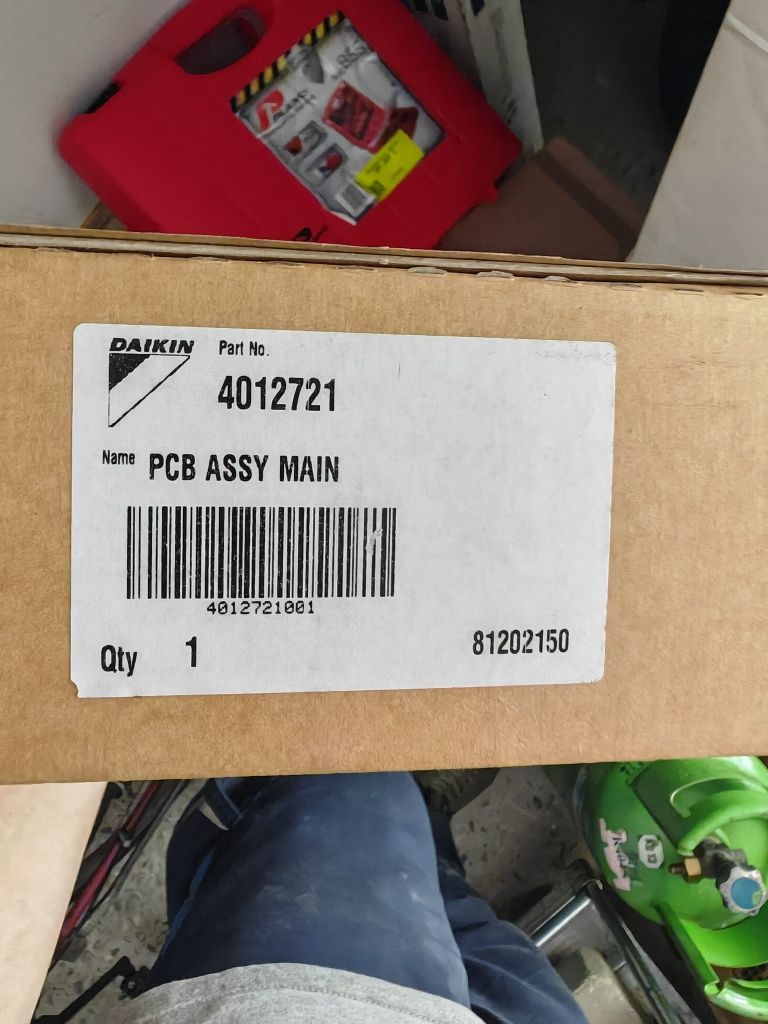 DAIKIN
Part No.
4012721
Name PCB ASSY MAIN
4012721001
Qty 1
81202150